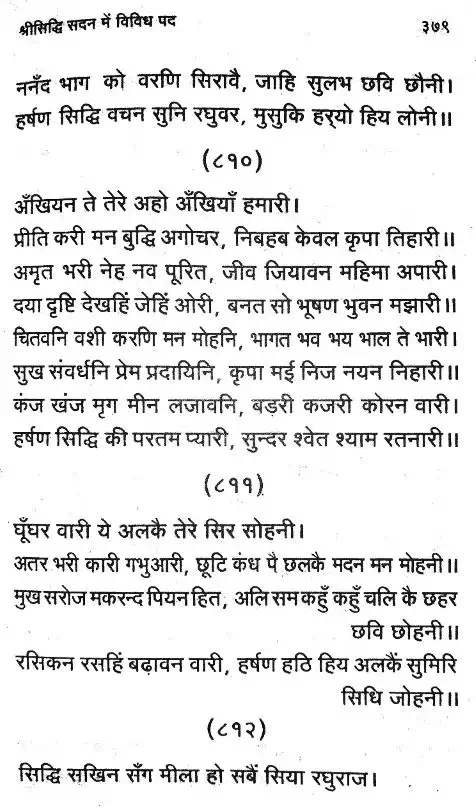 श्रीसिद्धि सदन में विविध पद ३७९
ननँद भाग को वरणि सिरावै, जाहि सुलभ छवि छौनी।
हर्षण सिद्धि वचन सुनि रघुवर, मुसुकि हर्‌यो हिय लोनी॥
(८१०)
अँखियन ते तेरे अहो अँखियाँ हमारी।
प्रीति करी मन बुद्धि अगोचर, निबहब केवल कृपा तिहारी॥
अमृत भरी नेह नव पूरित, जीव जियावन महिमा अपारी।
दया दृष्टि देखहिं जेहिं ओरी, बनत सो भूषण भुवन मझारी॥
चितवनि वशी करणि मन मोहनि, भागत भव भय भाल ते भारी।
सुख संवर्धनि प्रेम प्रदायिनि, कृपा मई निज नयन निहारी॥
कंज खंज मृग मीन लजावनि, बड़री कजरी कोरन वारी।
हर्षण सिद्धि की परतम प्यारी, सुन्दर श्वेत श्याम रतनारी॥
(८११)
घूँघर वारी ये अलकै तेरे सिर सोहनी।
अतर भरी कारी गभुआरी, छूटि कंध पै छलकै मदन मन मोहनी॥
मुख सरोज मकरन्द पियन हित, अलि सम कहुँ कहुँ चलि कै छहर
छवि छोहनी॥
रसिकन रसहिं बढ़ावन वारी, हर्षण हठि हिय अलकैं सुमिरि
सिधि जोहनी॥
(८१२)
सिद्धि सखिन सँग मीला हो सबैं सिया रघुराज।